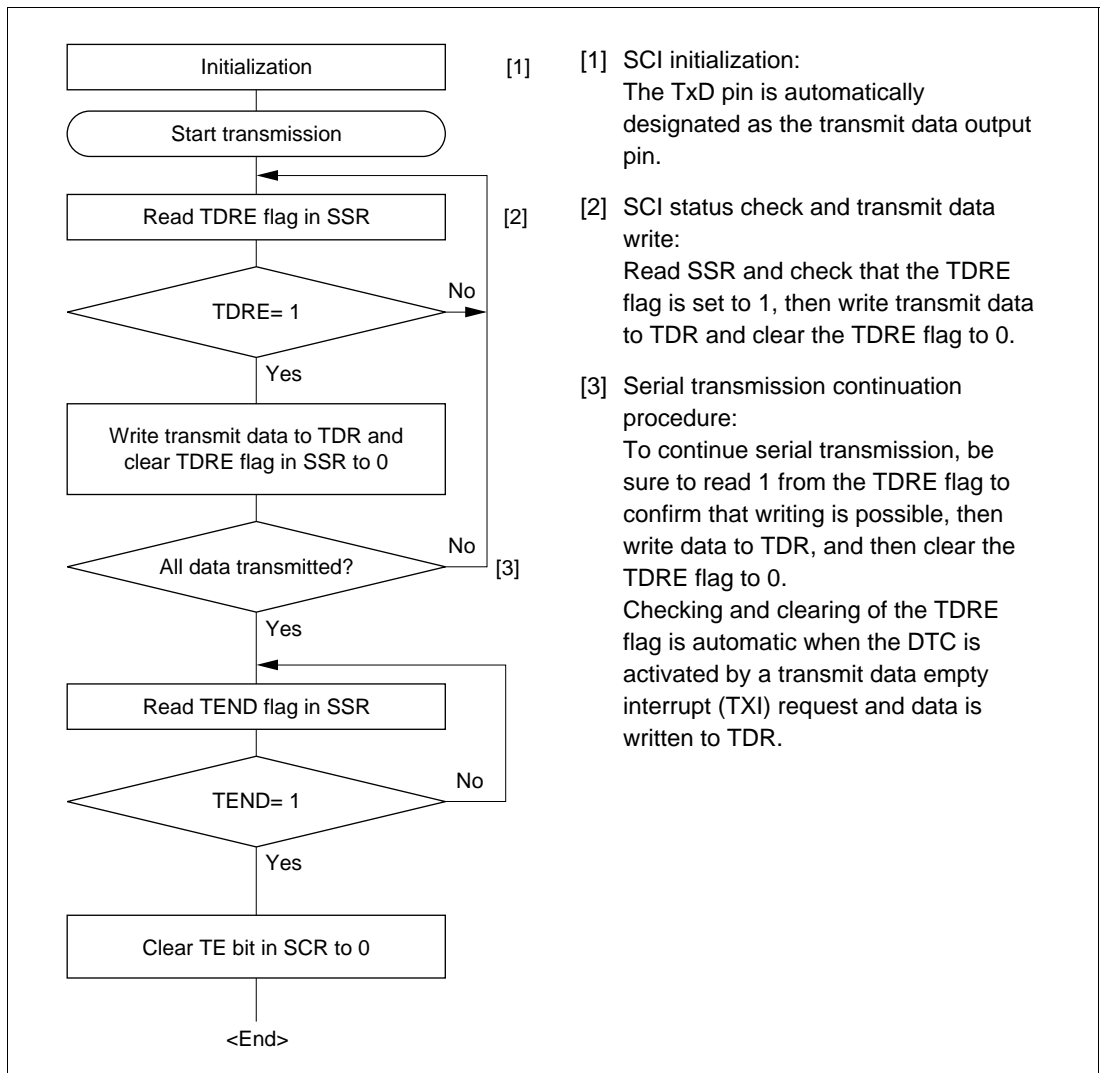 Initialization
[1]
Start transmission
Read TDRE flag in SSR
[2]
TDRE= 1
No
Yes
Write transmit data to TDR and
clear TDRE flag in SSR to 0
All data transmitted?
No
[3]
Yes
Read TEND flag in SSR
TEND= 1
No
Yes
Clear TE bit in SCR to 0
<End>
[1] SCI initialization:
The TxD pin is automatically
designated as the transmit data output
pin.
[2] SCI status check and transmit data
write:
Read SSR and check that the TDRE
flag is set to 1, then write transmit data
to TDR and clear the TDRE flag to 0.
[3] Serial transmission continuation
procedure:
To continue serial transmission, be
sure to read 1 from the TDRE flag to
confirm that writing is possible, then
write data to TDR, and then clear the
TDRE flag to 0.
Checking and clearing of the TDRE
flag is automatic when the DTC is
activated by a transmit data empty
interrupt (TXI) request and data is
written to TDR.